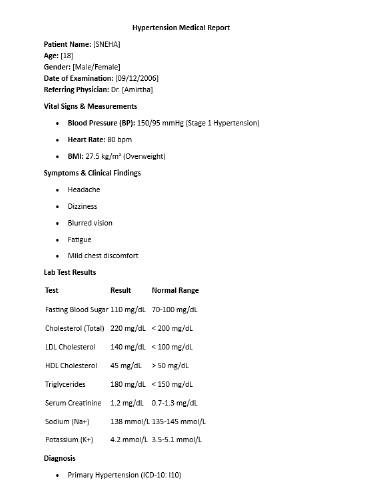 Hypertension Medical Report
Patient Name: [SNEHA]
Age: [18]
Gender: [Male/Female]
Date of Examination: [09/12/2006]
Referring Physician: Dr. [Amirtha]
Vital Signs & Measurements
• Blood Pressure (BP): 150/95 mmHg (Stage 1 Hypertension)
• Heart Rate: 80 bpm
• BMI: 27.5 kg/m² (Overweight)
Symptoms & Clinical Findings
• Headache
• Dizziness
• Blurred vision
• Fatigue
• Mild chest discomfort
Lab Test Results
Test Result Normal Range
Fasting Blood Sugar 110 mg/dL 70-100 mg/dL
Cholesterol (Total) 220 mg/dL < 200 mg/dL
LDL Cholesterol 140 mg/dL < 100 mg/dL
HDL Cholesterol 45 mg/dL > 50 mg/dL
Triglycerides 180 mg/dL < 150 mg/dL
Serum Creatinine 1.2 mg/dL 0.7-1.3 mg/dL
Sodium (Na+) 138 mmol/L 135-145 mmol/L
Potassium (K+) 4.2 mmol/L 3.5-5.1 mmol/L
Diagnosis
• Primary Hypertension (ICD-10: I10)